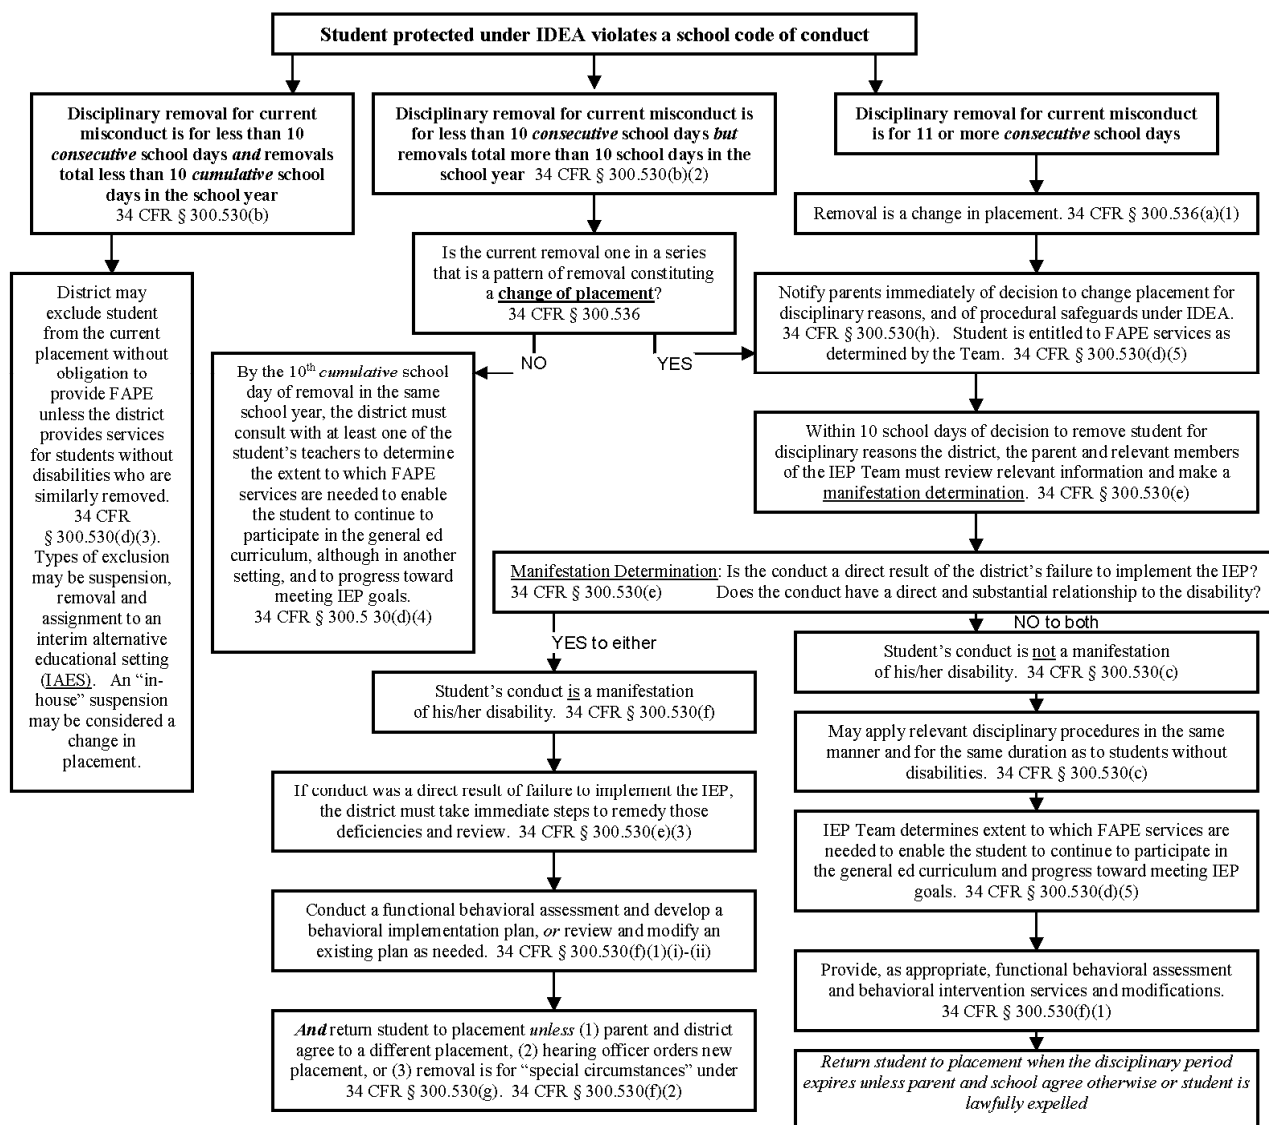 Student protected under IDEA violates a school code of conduct
Disciplinary removal for current
misconduct is for less than 10
consecutive school days and removals
total less than 10 cumulative school
days in the school year
34 CFR § 300.530(b)
Disciplinary removal for current misconduct is
for less than 10 consecutive school days but
removals total more than 10 school days in the
school year 34 CFR § 300.530(b)(2)
Disciplinary removal for current misconduct
is for 11 or more consecutive school days
Removal is a change in placement. 34 CFR § 300.536(a)(1)
Is the current removal one in a series
that is a pattern of removal constituting
a change of placement?
34 CFR § 300.536
NO
YES
District may
exclude student
from the current
placement without
obligation to
provide FAPE
unless the district
provides services
for students without
disabilities who are
similarly removed.
34 CFR
§ 300.530(d)(3).
Types of exclusion
may be suspension,
removal and
assignment to an
interim alternative
educational setting
(IAES). An “in-
house” suspension
may be considered a
change in
placement.
By the 10th cumulative school
day of removal in the same
school year, the district must
consult with at least one of the
student’s teachers to determine
the extent to which FAPE
services are needed to enable
the student to continue to
participate in the general ed
curriculum, although in another
setting, and to progress toward
meeting IEP goals.
34 CFR § 300.5 30(d)(4)
Notify parents immediately of decision to change placement for
disciplinary reasons, and of procedural safeguards under IDEA.
34 CFR § 300.530(h). Student is entitled to FAPE services as
determined by the Team. 34 CFR § 300.530(d)(5)
Within 10 school days of decision to remove student for
disciplinary reasons the district, the parent and relevant members
of the IEP Team must review relevant information and make a
manifestation determination. 34 CFR § 300.530(e)
Manifestation Determination: Is the conduct a direct result of the district’s failure to implement the IEP?
34 CFR § 300.530(e) Does the conduct have a direct and substantial relationship to the disability?
YES to either
NO to both
Student’s conduct is a manifestation
of his/her disability. 34 CFR § 300.530(f)
If conduct was a direct result of failure to implement the IEP,
the district must take immediate steps to remedy those
deficiencies and review. 34 CFR § 300.530(e)(3)
Conduct a functional behavioral assessment and develop a
behavioral implementation plan, or review and modify an
existing plan as needed. 34 CFR § 300.530(f)(1)(i)-(ii)
And return student to placement unless (1) parent and district
agree to a different placement, (2) hearing officer orders new
placement, or (3) removal is for “special circumstances” under
34 CFR § 300.530(g). 34 CFR § 300.530(f)(2)
Student’s conduct is not a manifestation
of his/her disability. 34 CFR § 300.530(c)
May apply relevant disciplinary procedures in the same
manner and for the same duration as to students without
disabilities. 34 CFR § 300.530(c)
IEP Team determines extent to which FAPE services are
needed to enable the student to continue to participate in
the general ed curriculum and progress toward meeting IEP
goals. 34 CFR § 300.530(d)(5)
Provide, as appropriate, functional behavioral assessment
and behavioral intervention services and modifications.
34 CFR § 300.530(f)(1)
Return student to placement when the disciplinary period
expires unless parent and school agree otherwise or student is
lawfully expelled